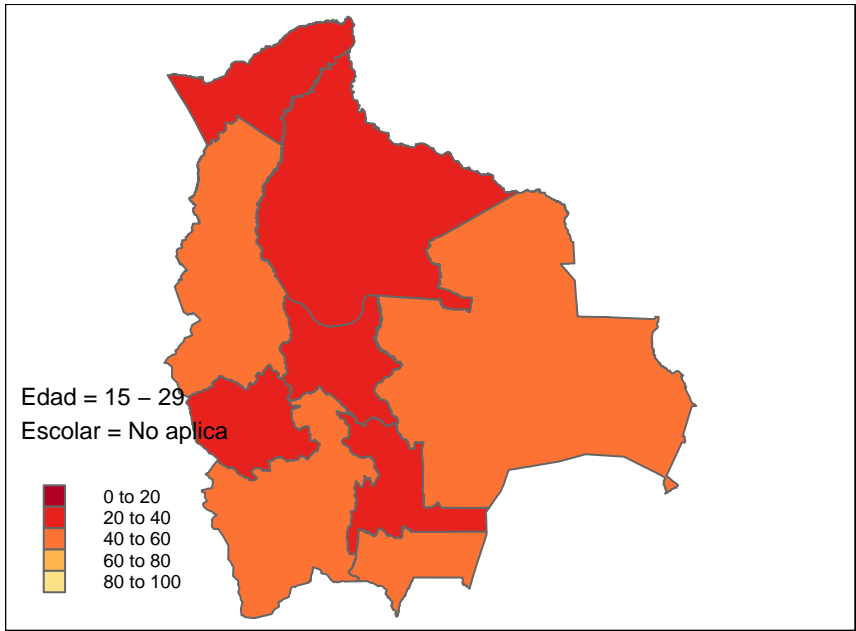 Edad = 15 – 29
Escolar = No aplica
0 to 20
20 to 40
40 to 60
60 to 80
80 to 100